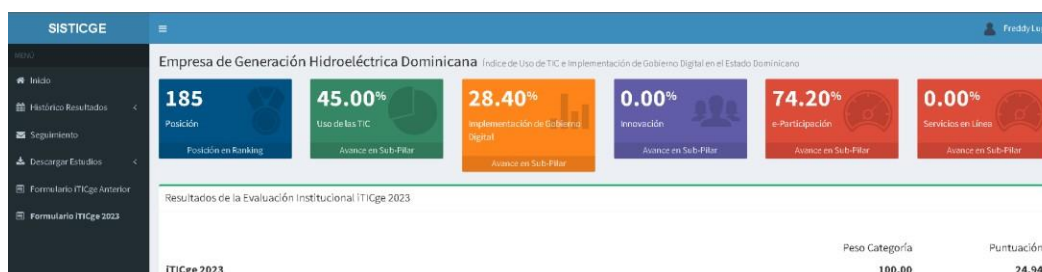 SISTICGE
Freddy Lu
MENÚ
Inicio
Histórico Resultados
Seguimiento
Descargar Estudios
Formulario iTICge Anterior
Formulario iTICge 2023
Empresa de Generación Hidroeléctrica Dominicana Índice de Uso de TIC e Implementación de Gobierno Digital en el Estado Dominicano
185
Posición
Posición en Ranking
45.00%
Uso de las TIC
Avance en Sub-Pilar
28.40%
Implementación de Gobierno
Digital
Avance en Sub-Pilar
0.00%
Innovación
Avance en Sub-Pilar
74.20%
e-Participación
Avance en Sub-Pilar
0.00%
Servicios en Línea
Avance en Sub-Pilar
Resultados de la Evaluación Institucional iTICge 2023
Peso Categoría Puntuación
iTICge 2023 100.00 24.94